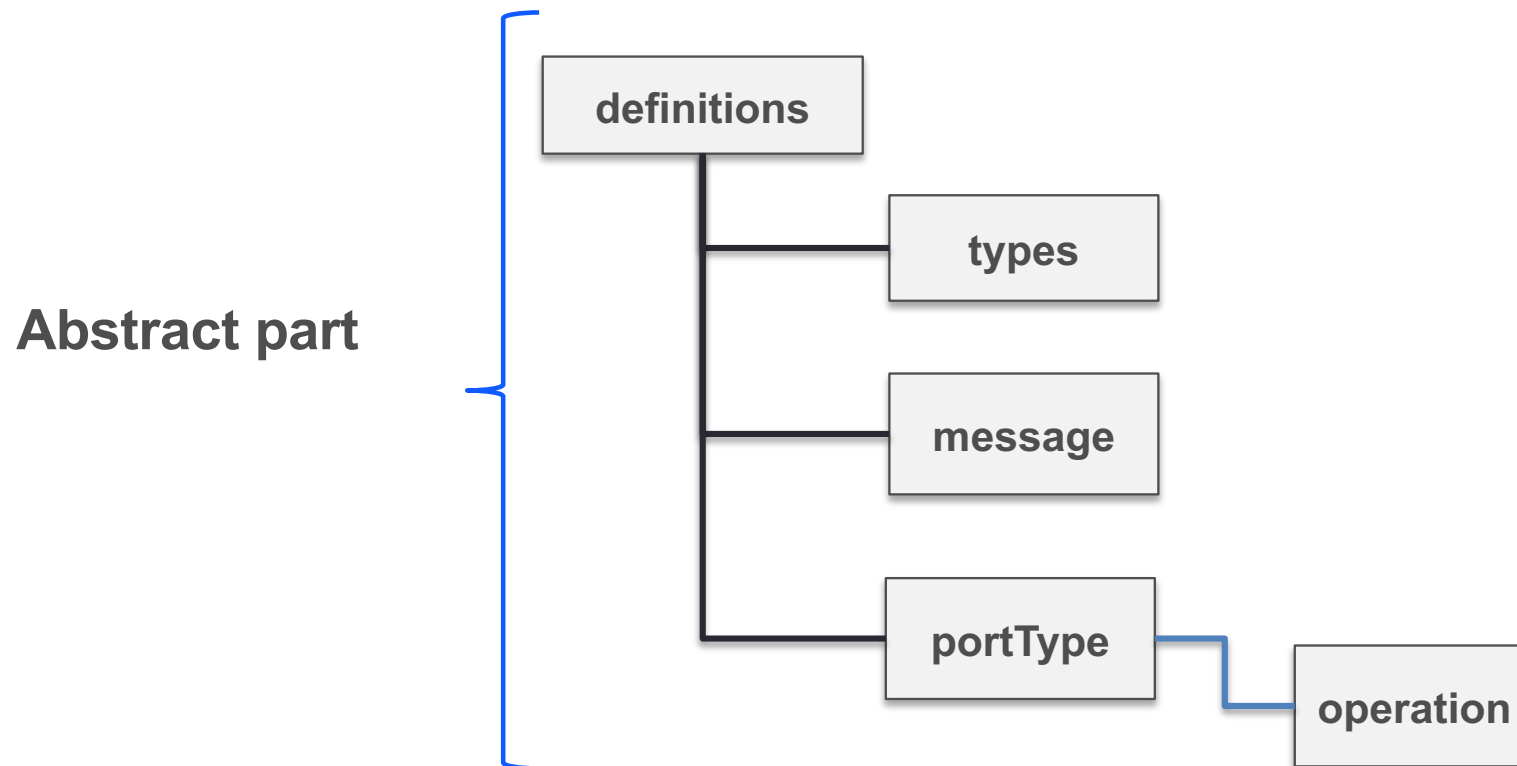 definitions
types
Abstract part
message
portType
operation